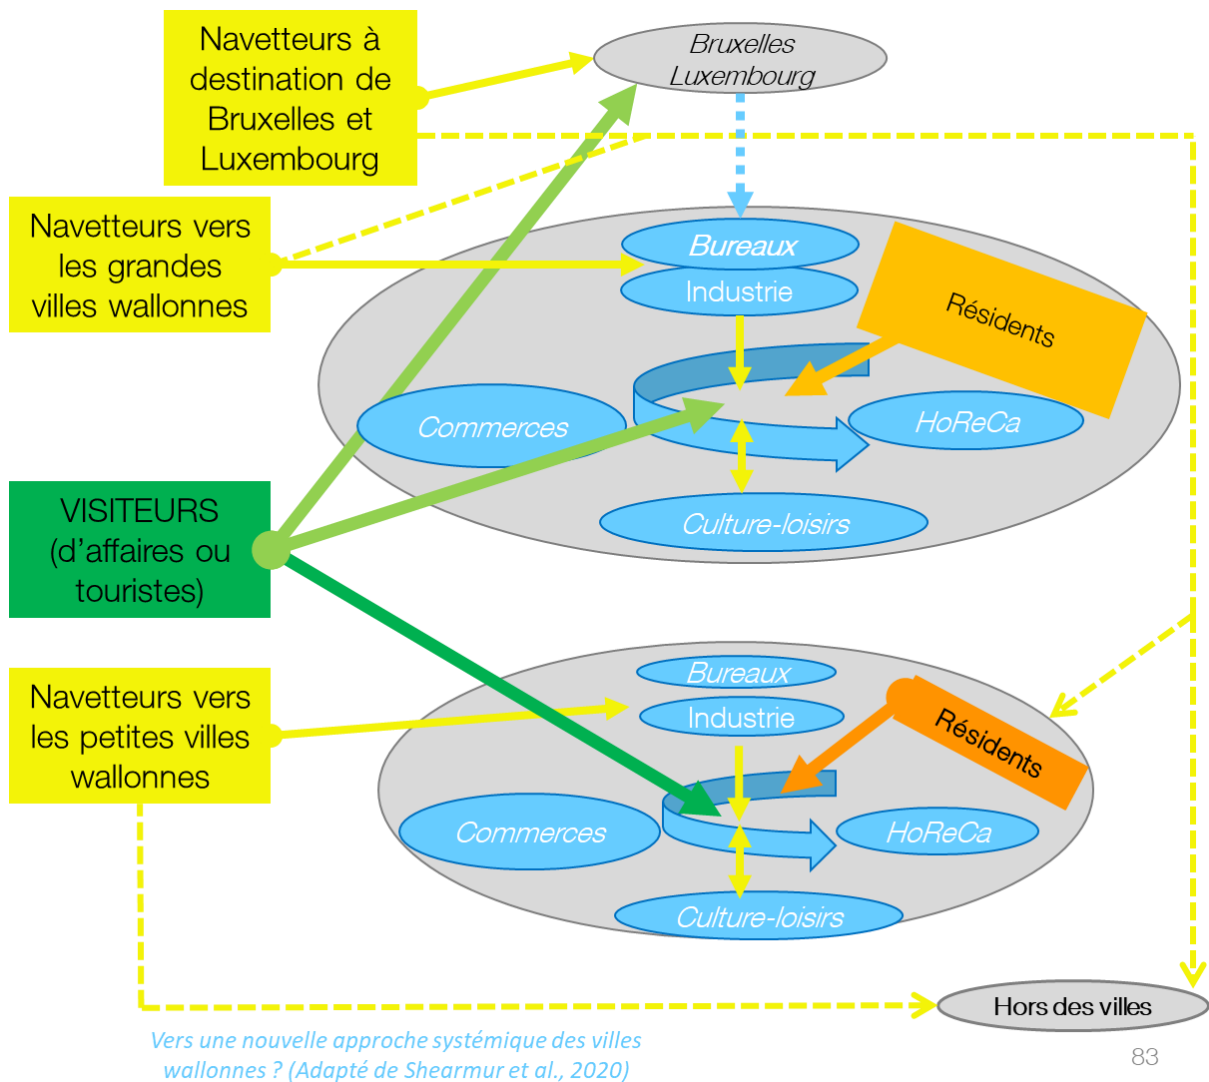 Navetteurs à
destination de
Bruxelles et
Luxembourg
Bruxelles
Luxembourg
Navetteurs vers
les grandes
villes wallonnes
Bureaux
Industrie
Résidents
Commerces
HoReCa
Culture-loisirs
VISITEURS
(d'affaires ou
touristes)
Navetteurs vers
les petites villes
wallonnes
Bureaux
Industrie
Résidents
Commerces
HoReCa
Culture-loisirs
Hors des villes
Vers une nouvelle approche systémique des villes
wallonnes ? (Adapté de Shearmur et al., 2020)
83